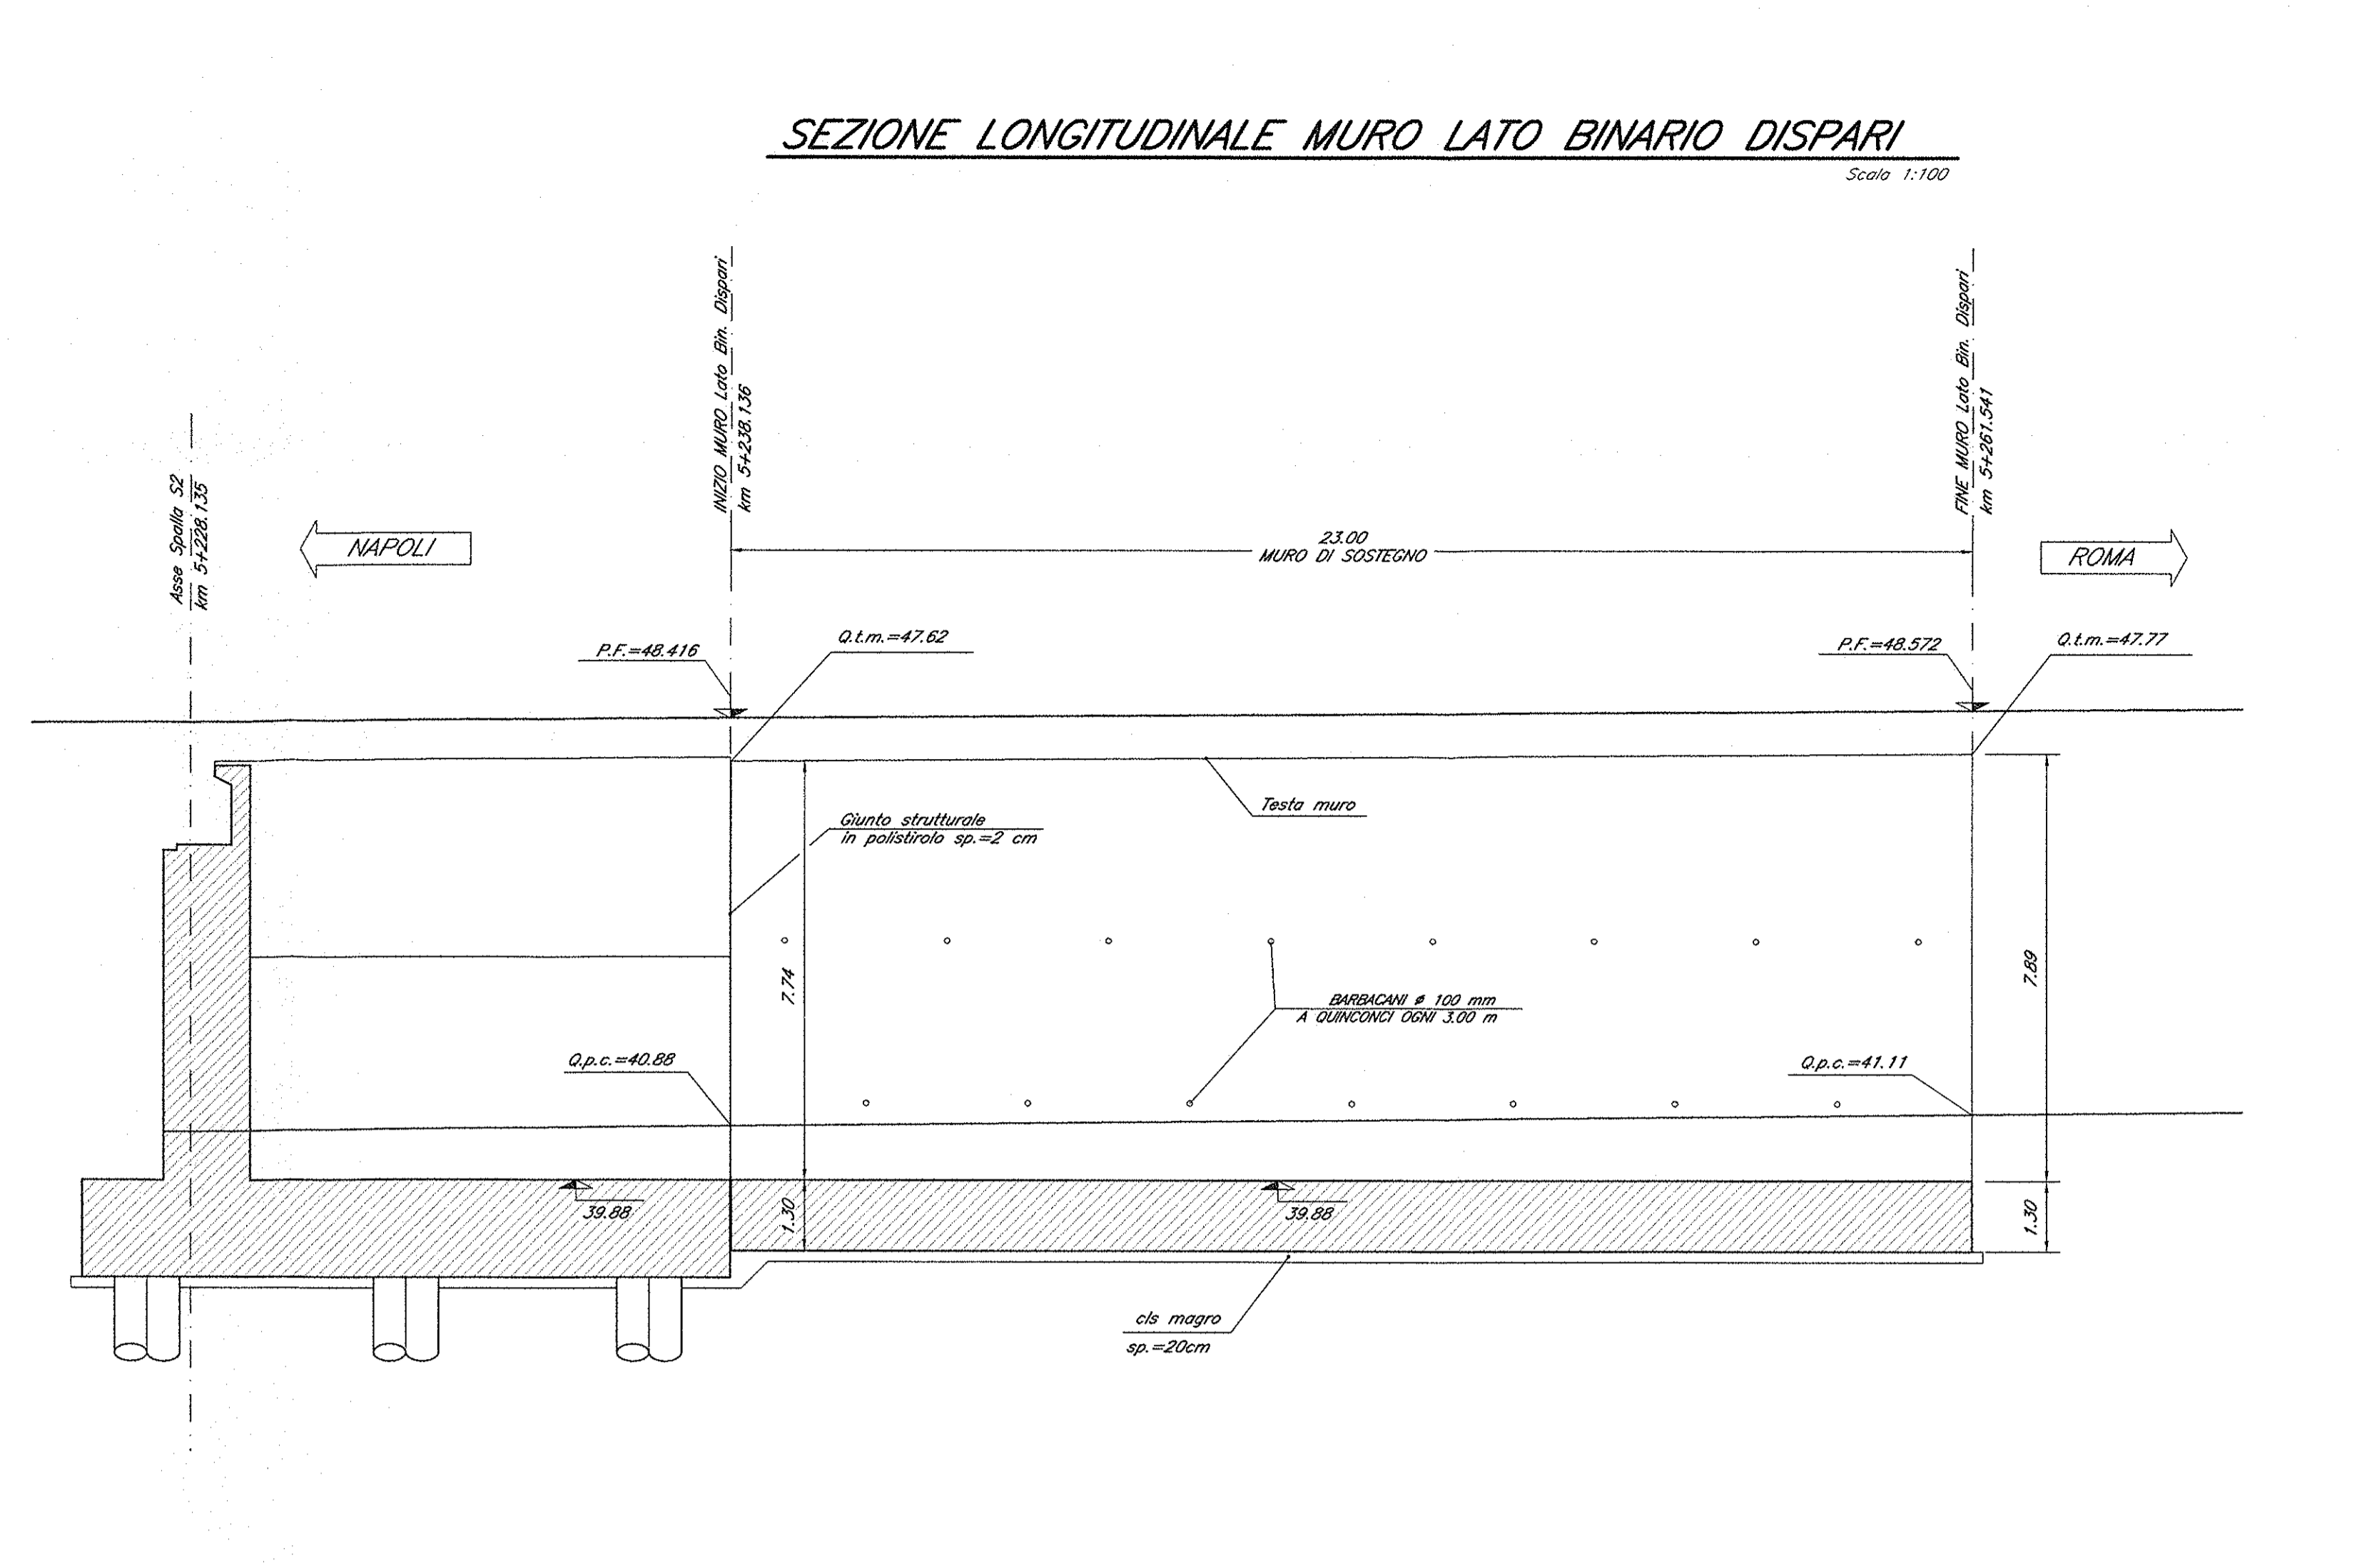 SEZIONE LONGITUDINALE MURO LATO BINARIO DISPARI
Scala 1:100
Asse Spalla S2
km 5+228.135
INIZIO MURO Lato Bin. Dispari
km 5+238.136
FINE MURO Lato Bin. Dispari
km 5+261.541
NAPOLI
23.00
MURO DI SOSTEGNO
ROMA
P.F.=48.416
Q.t.m.=47.62
P.F.=48.572
Q.t.m.=47.77
Testa muro
Giunto strutturale
in polistirolo sp.=2 cm
7.74
7.89
BARBACANI ø 100 mm
A QUINCONCI OGNI 3.00 m
Q.p.c.=40.88
Q.p.c.=41.11
39.88
1.30
39.88
1.30
cls magro
sp.=20cm